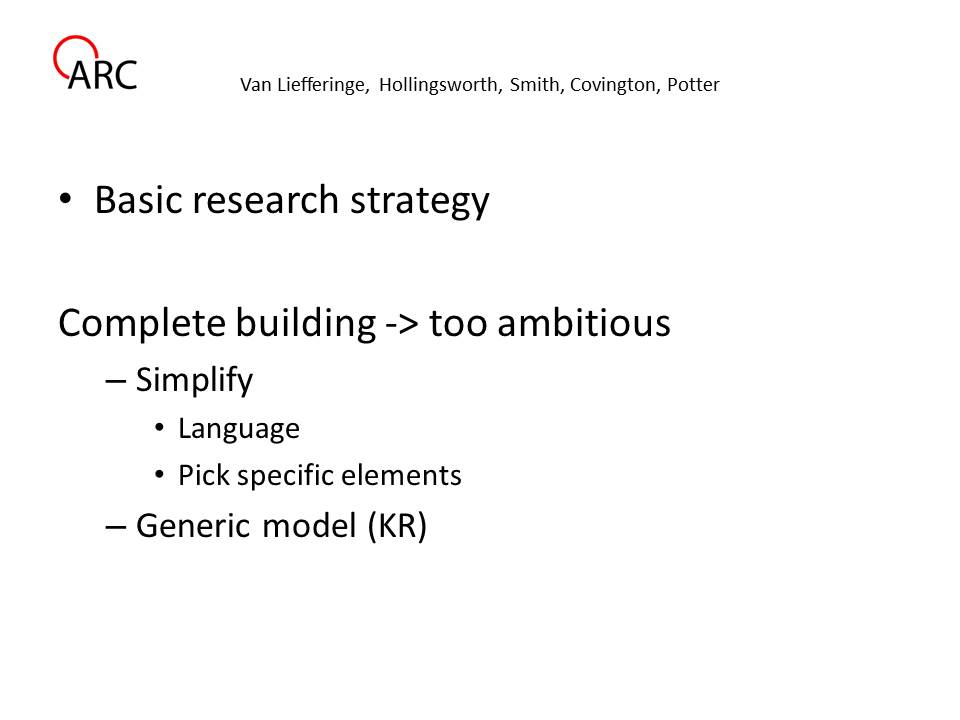 ARC
Van Liefferinge, Hollingsworth, Smith, Covington, Potter
• Basic research strategy
Complete building -> too ambitious
– Simplify
• Language
• Pick specific elements
– Generic model (KR)